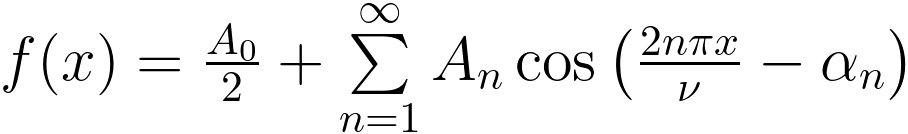 f(x) = \frac{A_0}{2} + \sum_{n=1}^{\infty} A_n \cos \left( \frac{2n\pi x}{\nu} - \alpha_n \right)